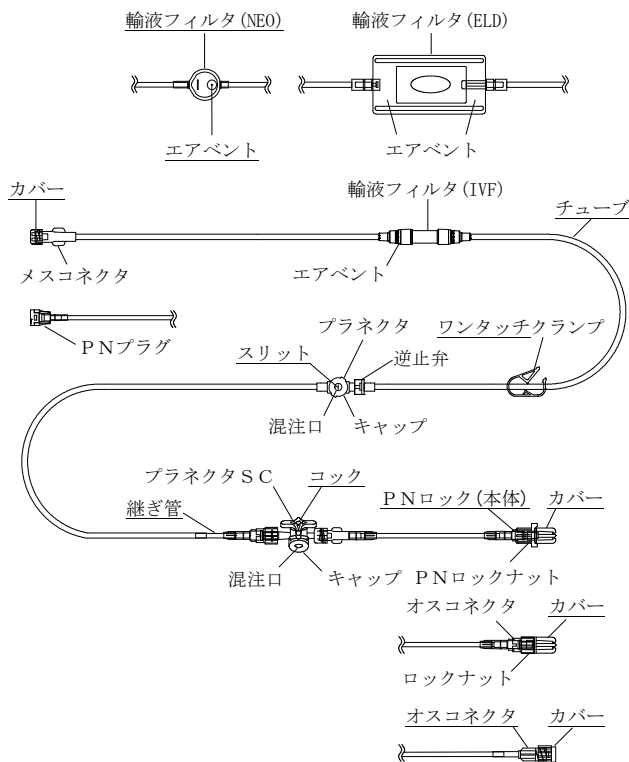 輸液フィルタ(NEO)
輸液フィルタ(ELD)
エアベント
エアベント
カバー
輸液フィルタ(IVF)
チューブ
メスコネクタ
エアベント
プラネクタ
ワンタッチクランプ
PNプラグ
スリット
逆止弁
混注口
キャップ
プラネクタSC
コック
PNロック(本体)
カバー
継ぎ管
混注口
キャップ
PNロックナット
オスコネクタ
カバー
ロックナット
オスコネクタ
カバー